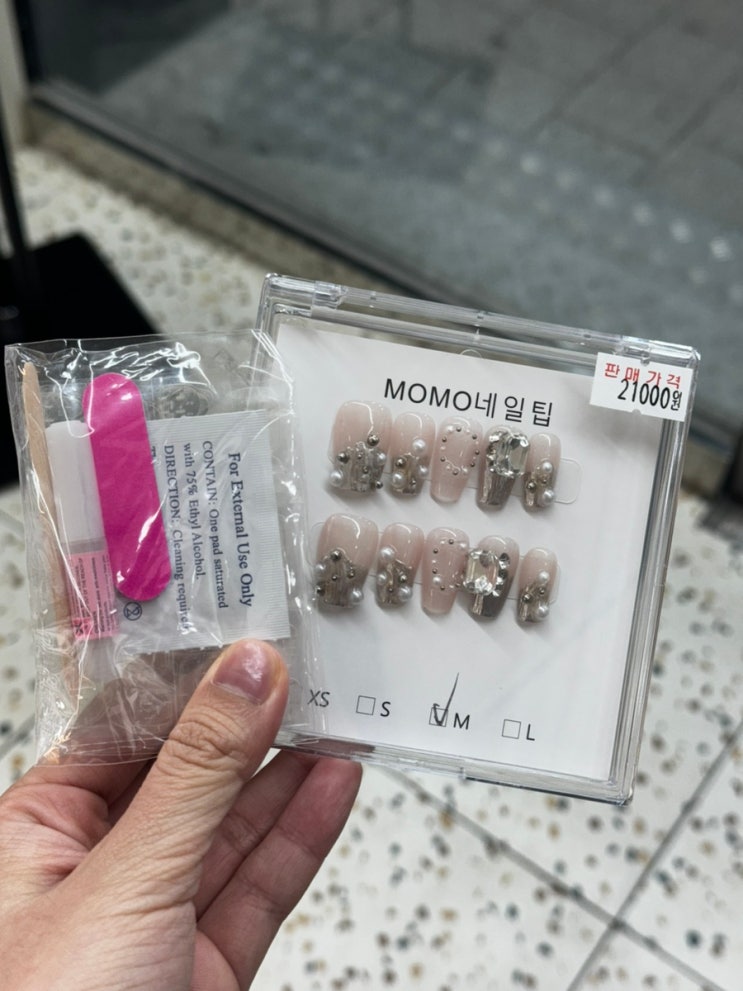 판매가격
21000원
MOMO네일팁
XS
S
M
L
For External Use Only
CONTAIN: One pad saturated
with 75% Ethyl Alcohol.
DIRECTION: Cleaning require